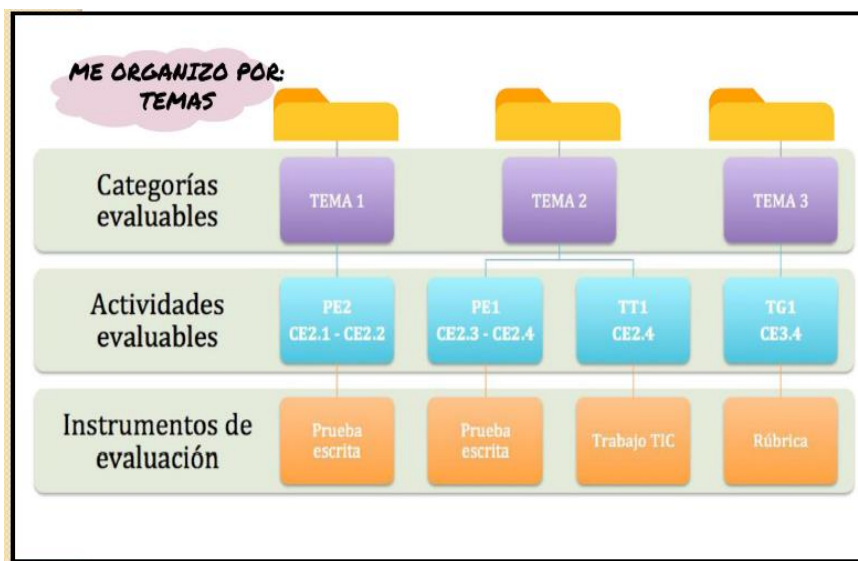 ME ORGANIZO POR:
TEMAS
Categorías
evaluables
TEMA 1
TEMA 2
TEMA 3
Actividades
evaluables
PE2
CE2.1 - CE2.2
PE1
CE2.3 - CE2.4
TT1
CE2.4
TG1
CE3.4
Instrumentos de
evaluación
Prueba
escrita
Prueba
escrita
Trabajo TIC
Rúbrica